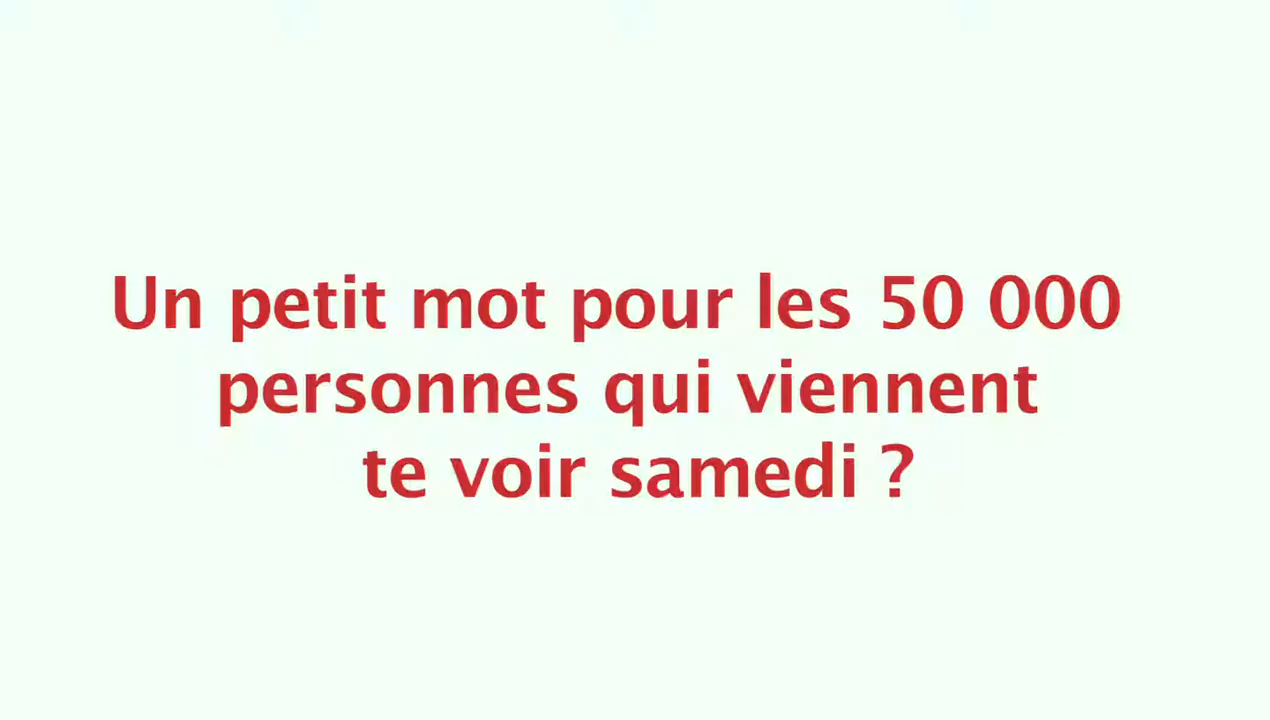 Un petit mot pour les 50 000
personnes qui viennent
te voir samedi ?